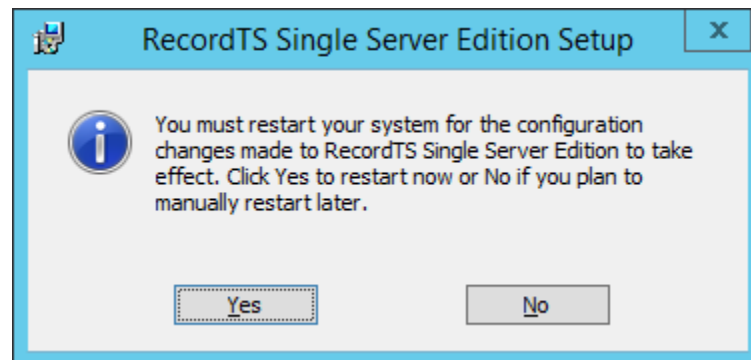 RecordTS Single Server Edition Setup
x
You must restart your system for the configuration
changes made to RecordTS Single Server Edition to take
effect. Click Yes to restart now or No if you plan to
manually restart later.
Yes No